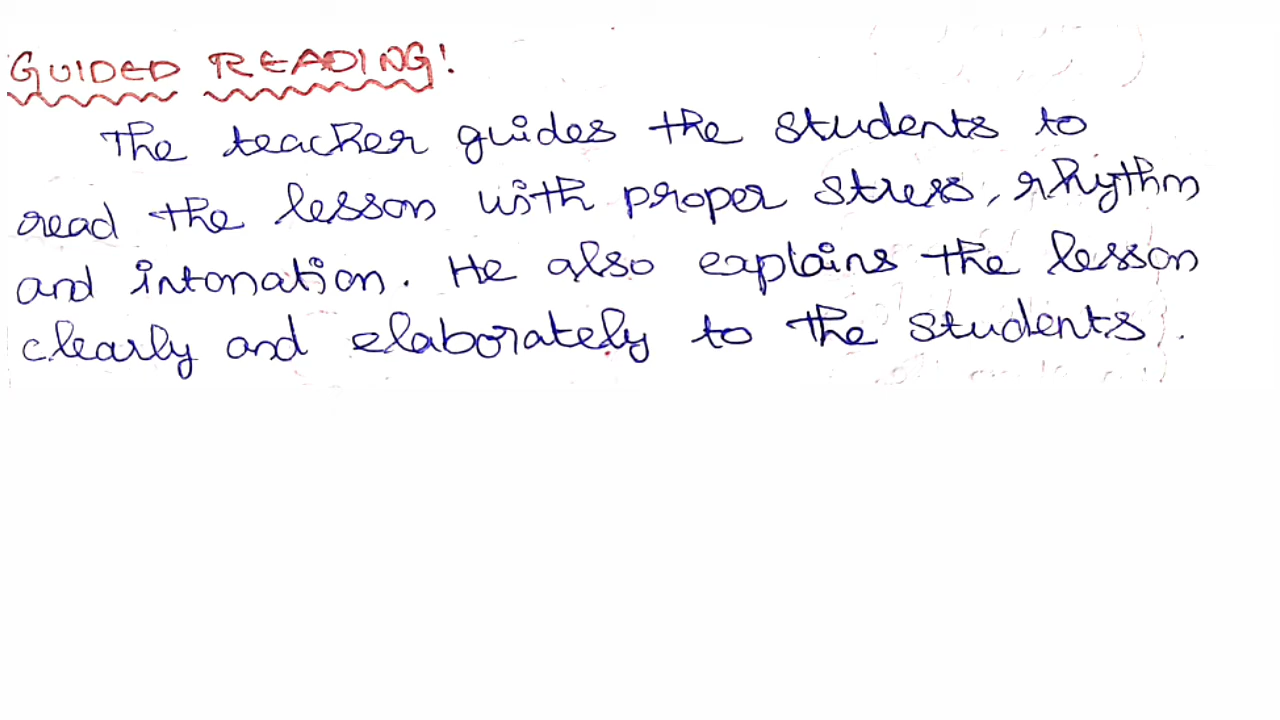 GUIDED READING:
The teacher guides the students to
read the lesson with proper stress, rhythm
and intonation. He also explains the lesson
clearly and elaborately to the students.